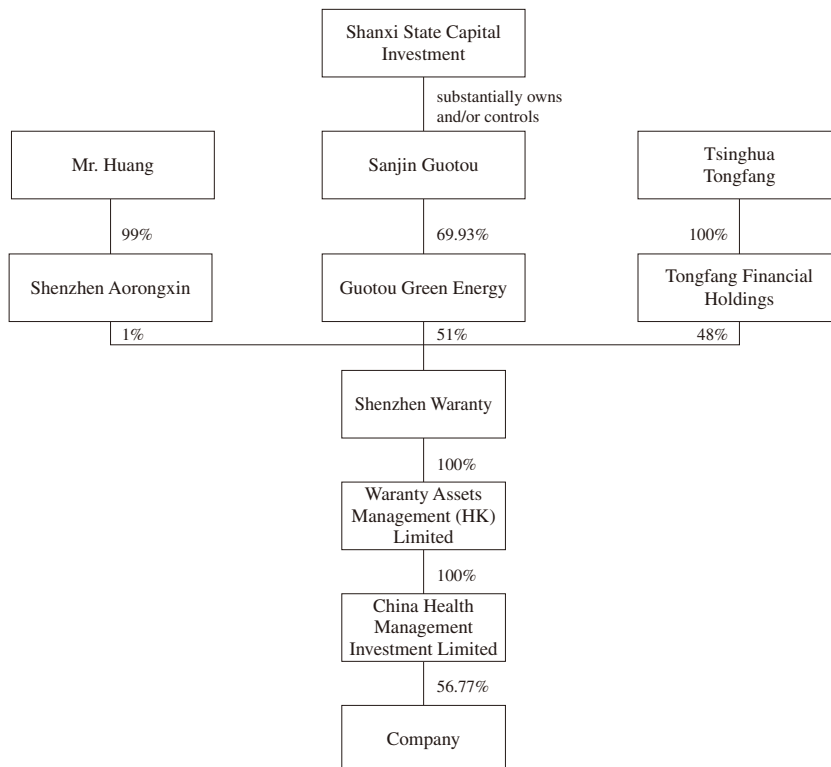 Shanxi State Capital
Investment
substantially owns
and/or controls
Mr. Huang
Sanjin Guotou
Tsinghua
Tongfang
99%
69.93%
100%
Shenzhen Aorongxin
Guotou Green Energy
Tongfang Financial
Holdings
1%
51%
48%
Shenzhen Waranty
100%
Waranty Assets
Management (HK)
Limited
100%
China Health
Management
Investment Limited
56.77%
Company